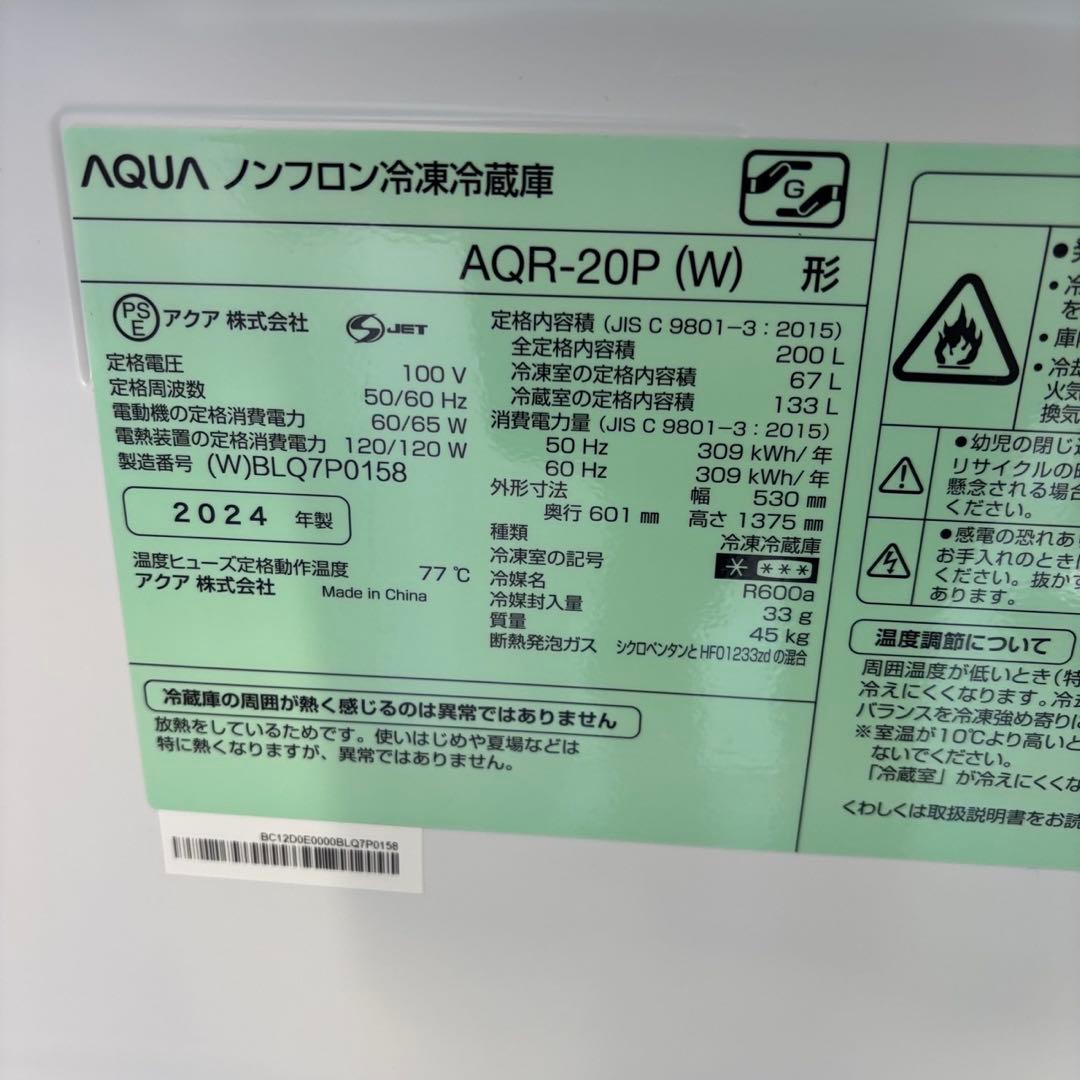 AQUA ノンフロン冷凍冷蔵庫
G
AQR-20P (W) 形
PSE アクア 株式会社 S JET
定格電圧 100 V
定格周波数 50/60 Hz
電動機の定格消費電力 60/65 W
電熱装置の定格消費電力 120/120 W
製造番号 (W)BLQ7P0158
2024 年製
温度ヒューズ定格動作温度 77 ℃
アクア 株式会社 Made in China
定格内容積 (JIS C 9801-3 : 2015)
全定格内容積 200 L
冷凍室の定格内容積 67 L
冷蔵室の定格内容積 133 L
消費電力量 (JIS C 9801-3 : 2015)
50 Hz 309 kWh/年
60 Hz 309 kWh/年
外形寸法 幅 530 mm
奥行 601 mm 高さ 1375 mm
種類 冷凍冷蔵庫
冷凍室の記号 * ***
冷媒名 R600a
冷媒封入量 33 g
質量 45 kg
断熱発泡ガス シクロペンタンとHFO1233zdの混合
冷蔵庫の周囲が熱く感じるのは異常ではありません
放熱をしているためです。使いはじめや夏場などは
特に熱くなりますが、異常ではありません。
BC12D0E0000BLQ7P0158
•冷
を
•庫
•冷却
火気
換気
●幼児の閉じ
リサイクルの
懸念される場合
ください。
●感電の恐れあ
お手入れのときに
ください。抜かず
あります。
温度調節について
周囲温度が低いとき(特
冷えにくくなります。冷
バランスを冷凍強め寄りに
※室温が10℃より高いと
ないでください。
「冷蔵室」が冷えにくくな
くわしくは取扱説明書をお読